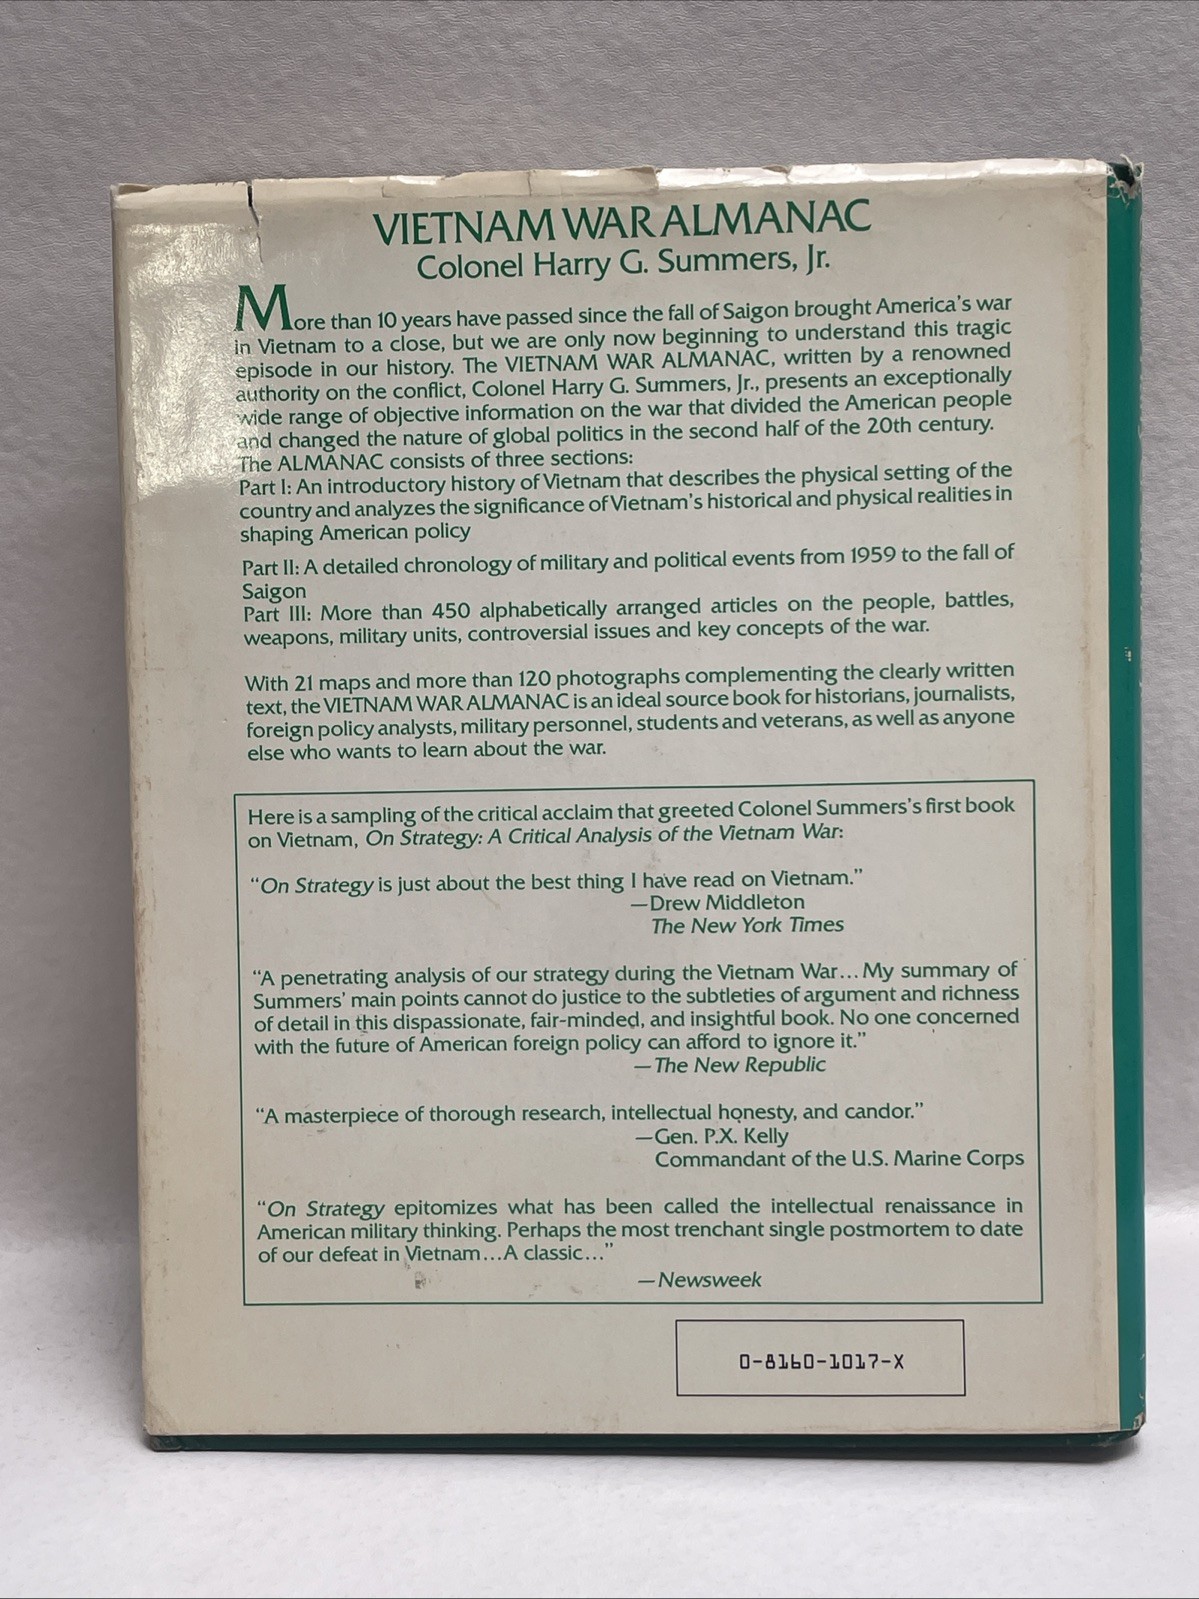 VIETNAM WAR ALMANAC
Colonel Harry G. Summers, Jr.
More than 10 years have passed since the fall of Saigon brought America's war
in Vietnam to a close, but we are only now beginning to understand this tragic
episode in our history. The VIETNAM WAR ALMANAC, written by a renowned
authority on the conflict, Colonel Harry G. Summers, Jr., presents an exceptionally
wide range of objective information on the war that divided the American people
and changed the nature of global politics in the second half of the 20th century.
The ALMANAC consists of three sections:
Part I: An introductory history of Vietnam that describes the physical setting of the
country and analyzes the significance of Vietnam's historical and physical realities in
shaping American policy
Part II: A detailed chronology of military and political events from 1959 to the fall of
Saigon
Part III: More than 450 alphabetically arranged articles on the people, battles,
weapons, military units, controversial issues and key concepts of the war.
With 21 maps and more than 120 photographs complementing the clearly written
text, the VIETNAM WAR ALMANAC is an ideal source book for historians, journalists,
foreign policy analysts, military personnel, students and veterans, as well as anyone
else who wants to learn about the war.
Here is a sampling of the critical acclaim that greeted Colonel Summers's first book
on Vietnam, On Strategy: A Critical Analysis of the Vietnam War:
"On Strategy is just about the best thing I have read on Vietnam."
—Drew Middleton
The New York Times
"A penetrating analysis of our strategy during the Vietnam War... My summary of
Summers' main points cannot do justice to the subtleties of argument and richness
of detail in this dispassionate, fair-minded, and insightful book. No one concerned
with the future of American foreign policy can afford to ignore it."
—The New Republic
"A masterpiece of thorough research, intellectual honesty, and candor."
—Gen. P.X. Kelly
Commandant of the U.S. Marine Corps
"On Strategy epitomizes what has been called the intellectual renaissance in
American military thinking. Perhaps the most trenchant single postmortem to date
of our defeat in Vietnam...A classic..."
—Newsweek
0-8160-1017-X